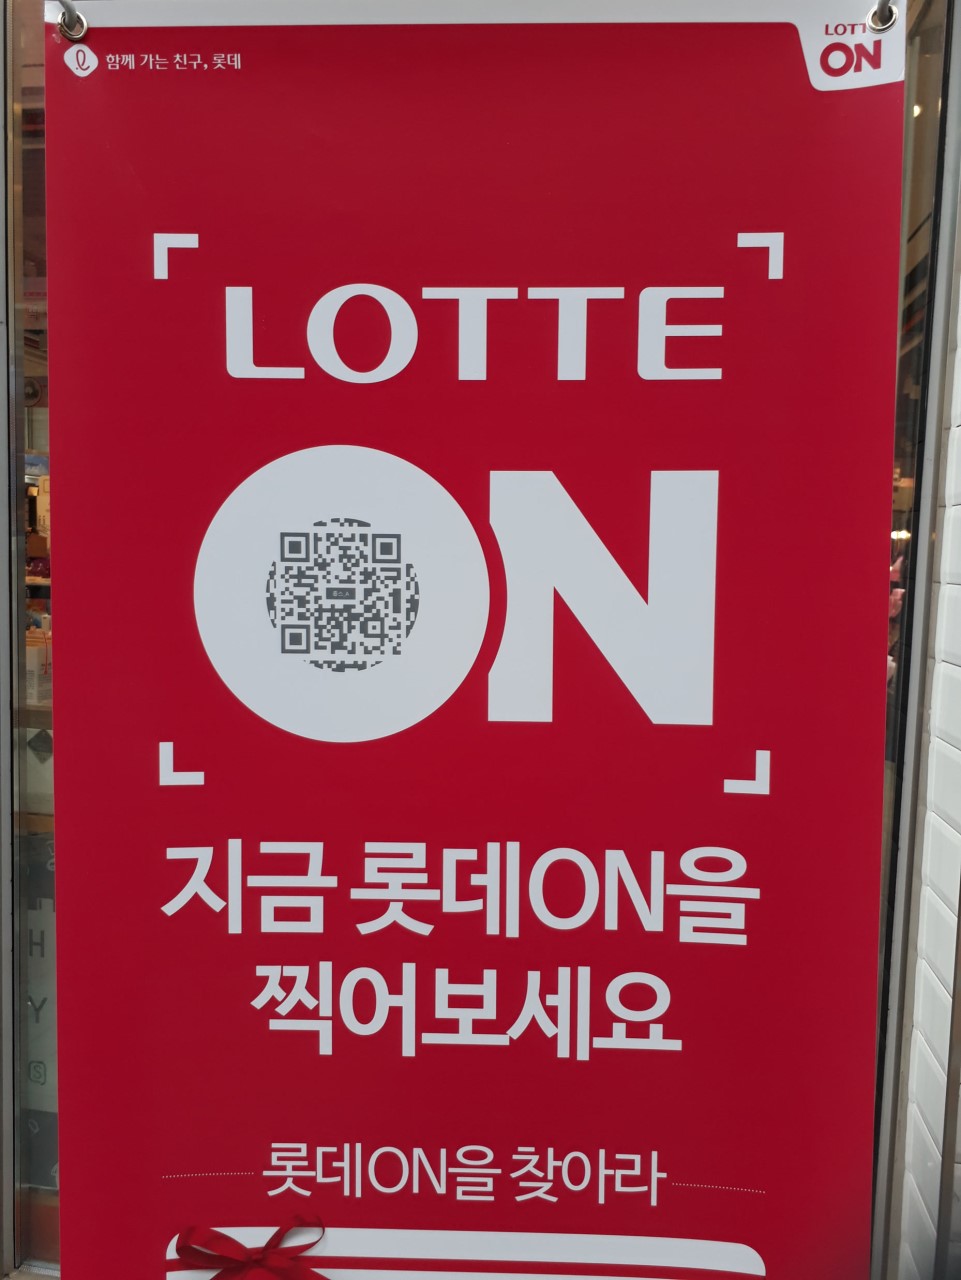 함께 가는 친구, 롯데
LOTT
ON
LOTTE
ON
지금 롯데ON을
찍어보세요
롯데ON을 찾아라
H
Y
S